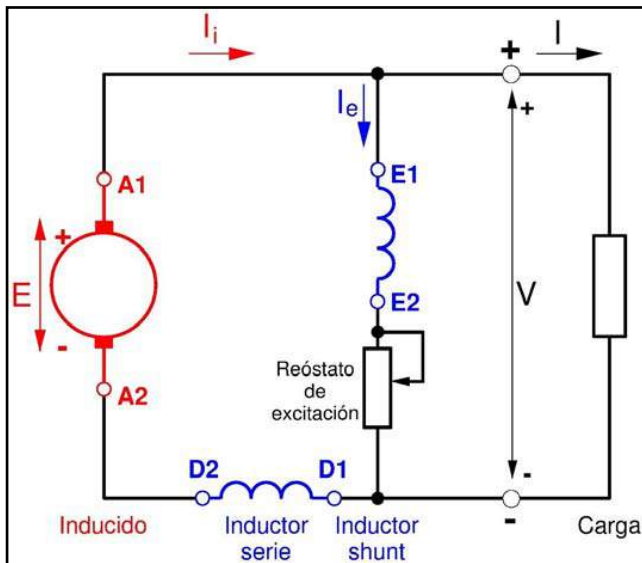 Ii
+
I
Ie
+
A1
E1
+
E
-
E2
V
A2
Reóstato
de
excitación
D2
D1
-
-
Inducido
Inductor
serie
Inductor
shunt
Carga